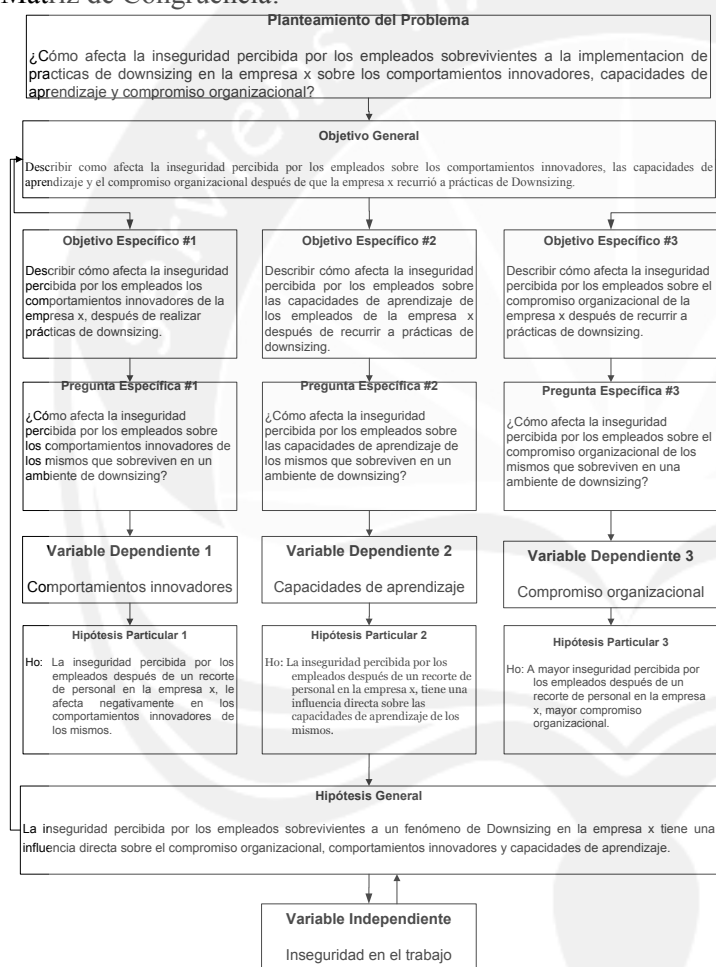 Matriz de Congruencia:
Planteamiento del Problema
¿Cómo afecta la inseguridad percibida por los empleados sobrevivientes a la implementacion de
practicas de downsizing en la empresa x sobre los comportamientos innovadores, capacidades de
aprendizaje y compromiso organizacional?
Objetivo General
Describir como afecta la inseguridad percibida por los empleados sobre los comportamientos innovadores, las capacidades de
aprendizaje y el compromiso organizacional después de que la empresa x recurrió a prácticas de Downsizing.
Objetivo Específico #1
Describir cómo afecta la inseguridad
percibida por los empleados los
comportamientos innovadores de la
empresa x, después de realizar
prácticas de downsizing.
Objetivo Específico #2
Describir cómo afecta la inseguridad
percibida por los empleados sobre
las capacidades de aprendizaje de
los empleados de la empresa x
después de recurrir a prácticas de
downsizing.
Objetivo Específico #3
Describir cómo afecta la inseguridad
percibida por los empleados sobre el
compromiso organizacional de la
empresa x después de recurrir a
prácticas de downsizing.
Pregunta Específica #1
¿Cómo afecta la inseguridad
percibida por los empleados sobre
los comportamientos innovadores de
los mismos que sobreviven en un
ambiente de downsizing?
Pregunta Específica #2
¿Cómo afecta la inseguridad
percibida por los empleados sobre
las capacidades de aprendizaje de
los mismos que sobreviven en un
ambiente de downsizing?
Pregunta Específica #3
¿Cómo afecta la inseguridad
percibida por los empleados sobre el
compromiso organizacional de los
mismos que sobreviven en una
ambiente de downsizing?
Variable Dependiente 1
Comportamientos innovadores
Variable Dependiente 2
Capacidades de aprendizaje
Variable Dependiente 3
Compromiso organizacional
Hipótesis Particular 1
Ho: La inseguridad percibida por los
empleados después de un recorte
de personal en la empresa x, le
afecta negativamente en los
comportamientos innovadores de
los mismos.
Hipótesis Particular 2
Ho: La inseguridad percibida por los
empleados después de un recorte de
personal en la empresa x, tiene una
influencia directa sobre las
capacidades de aprendizaje de los
mismos.
Hipótesis Particular 3
Ho: A mayor inseguridad percibida por
los empleados después de un
recorte de personal en la empresa
x, mayor compromiso
organizacional.
Hipótesis General
La inseguridad percibida por los empleados sobrevivientes a un fenómeno de Downsizing en la empresa x tiene una
influencia directa sobre el compromiso organizacional, comportamientos innovadores y capacidades de aprendizaje.
Variable Independiente
Inseguridad en el trabajo